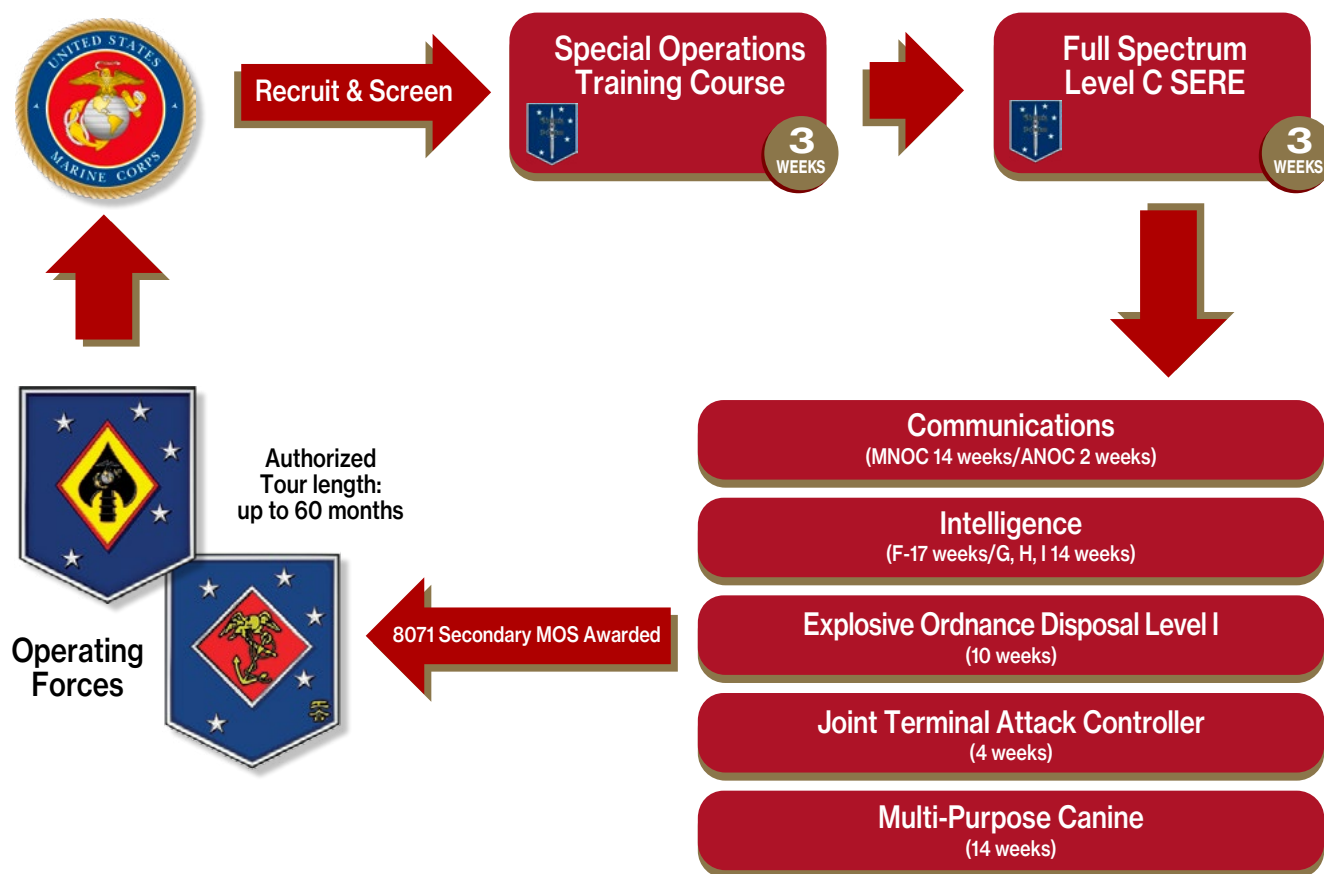 UNITED STATES
MARINE CORPS
Recruit & Screen
Special Operations
Training Course
3
WEEKS
Full Spectrum
Level C SERE
3
WEEKS
Communications
(MNOC 14 weeks/ANOC 2 weeks)
Intelligence
(F-17 weeks/G, H, I 14 weeks)
Explosive Ordnance Disposal Level I
(10 weeks)
Joint Terminal Attack Controller
(4 weeks)
Multi-Purpose Canine
(14 weeks)
8071 Secondary MOS Awarded
Authorized
Tour length:
up to 60 months
Operating
Forces